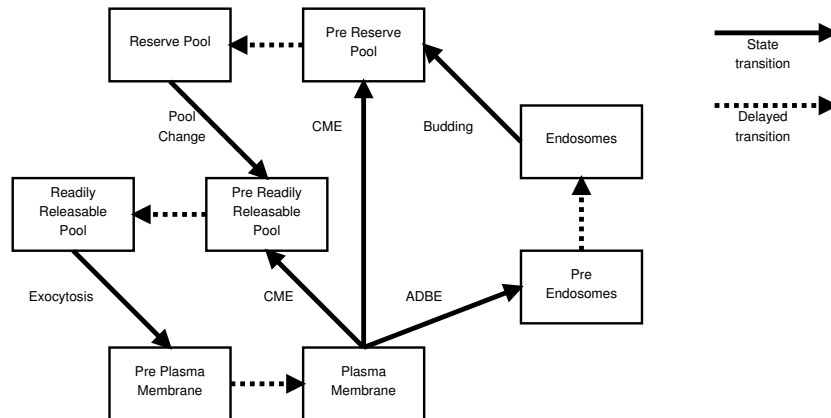 Reserve Pool
Pre Reserve
Pool
State
transition
Pool
Change
CME
Budding
Endosomes
Delayed
transition
Readily
Releasable
Pool
Pre Readily
Releasable
Pool
Exocytosis
CME
ADBE
Pre
Endosomes
Pre Plasma
Membrane
Plasma
Membrane